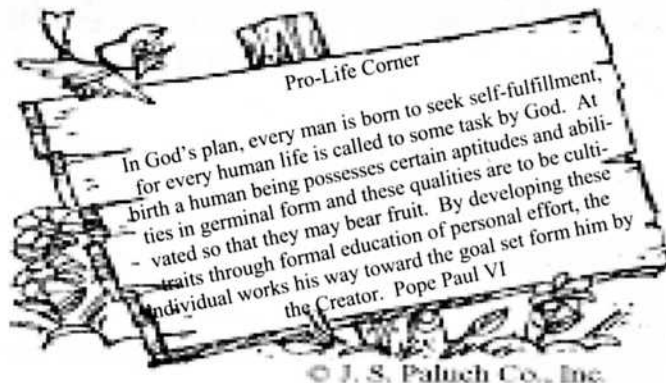 Pro-Life Corner
In God's plan, every man is born to seek self-fulfillment,
for every human life is called to some task by God. At
birth a human being possesses certain aptitudes and abili-
ties in germinal form and these qualities are to be culti-
vated so that they may bear fruit. By developing these
traits through formal education of personal effort, the
individual works his way toward the goal set form him by
the Creator. Pope Paul VI
© J. S. Paluch Co., Inc.